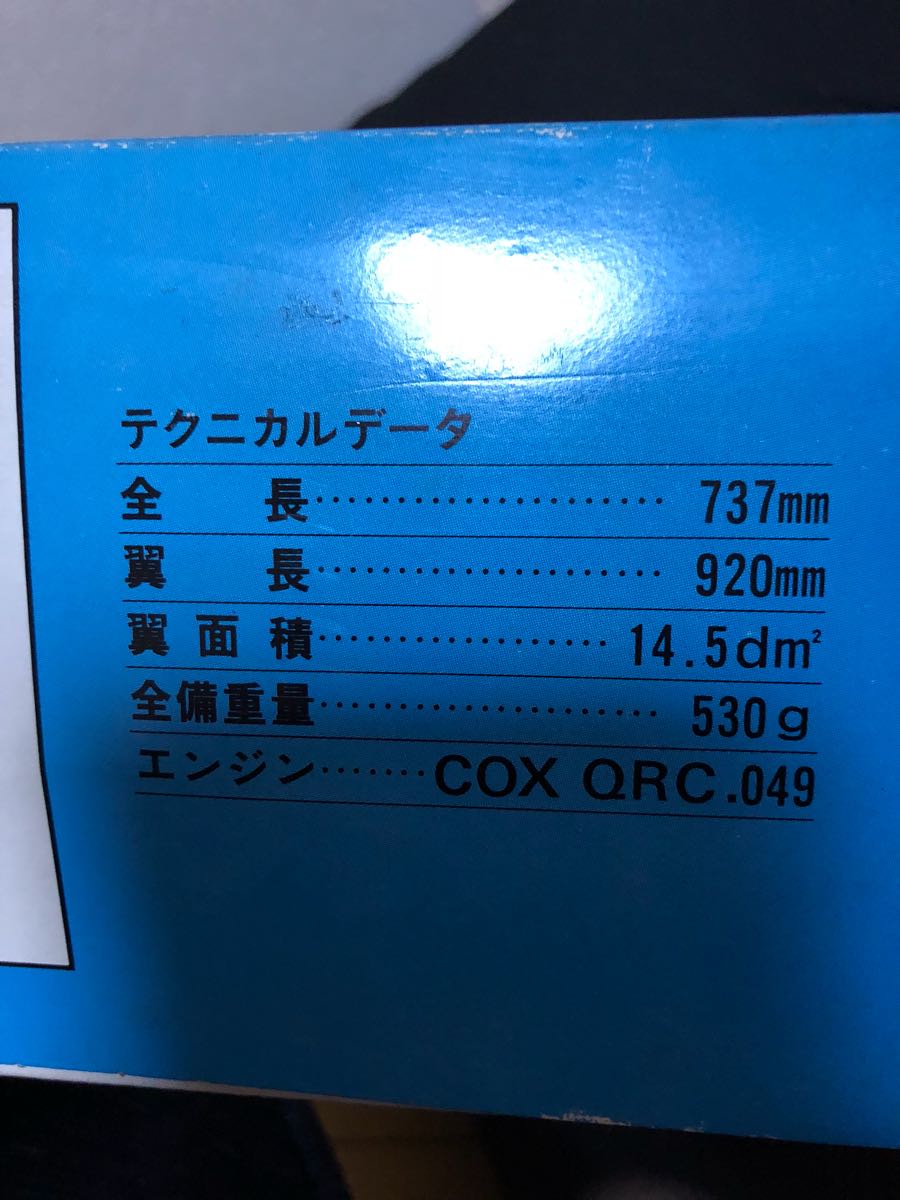 テクニカルデータ
全長…………………… 737mm
翼長…………………… 920mm
翼面積………………… 14.5dm²
全備重量…………………… 530g
エンジン………COX QRC.049